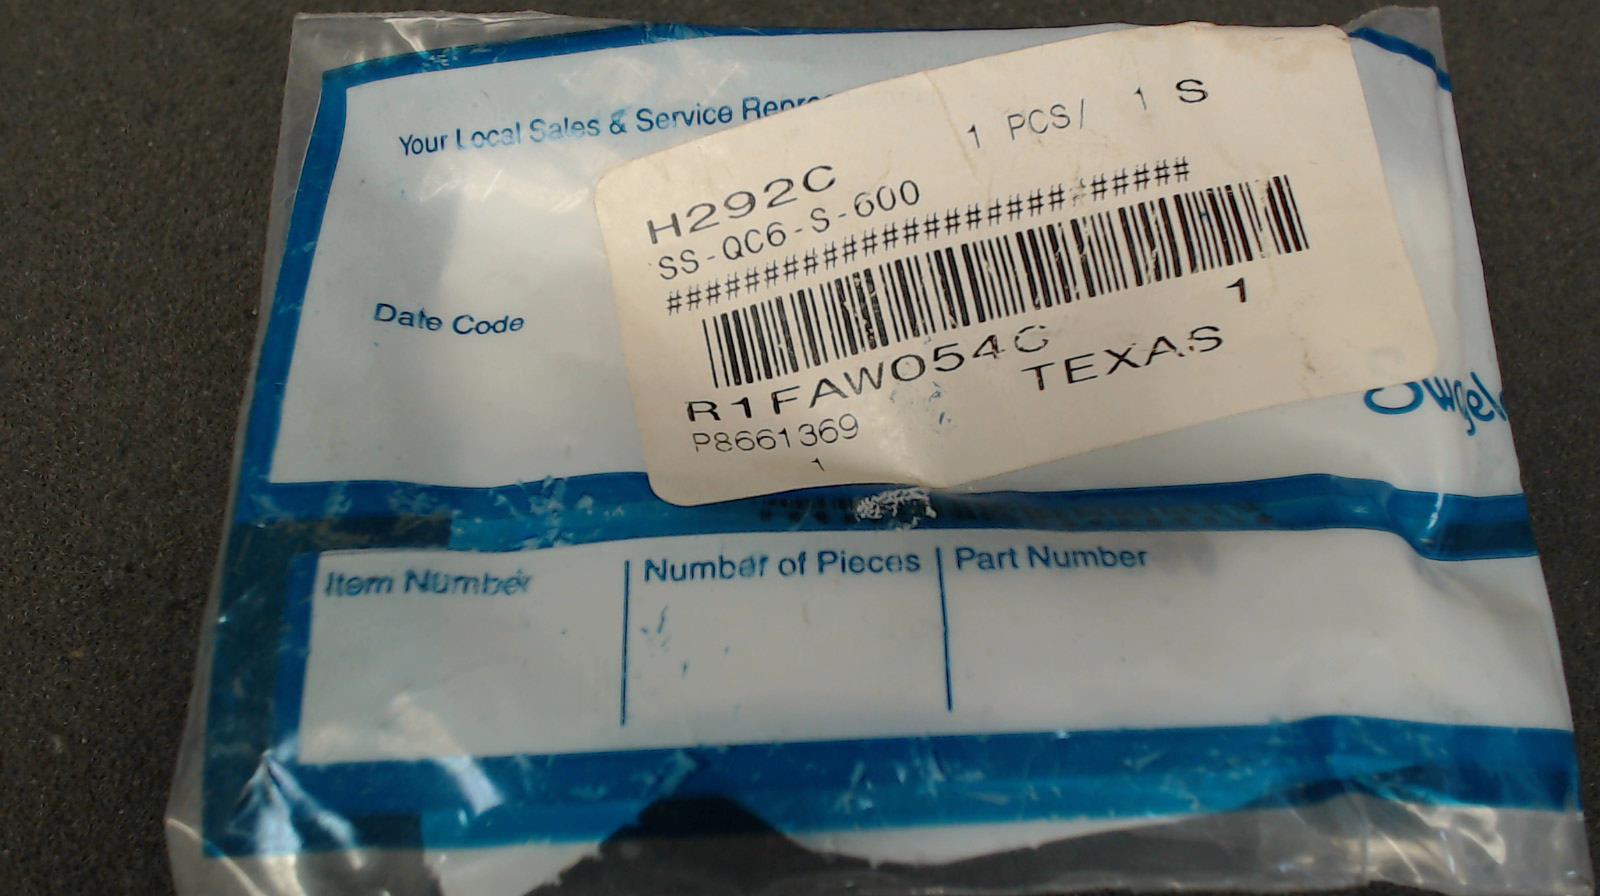 Your Local Sales & Service
1 PCS/ 1 S
H292C
SS-QC6-S-600
##########################
1
R1FAW054C
TEXAS
P8661369
1
Date Code
Item Number
Number of Pieces
Part Number